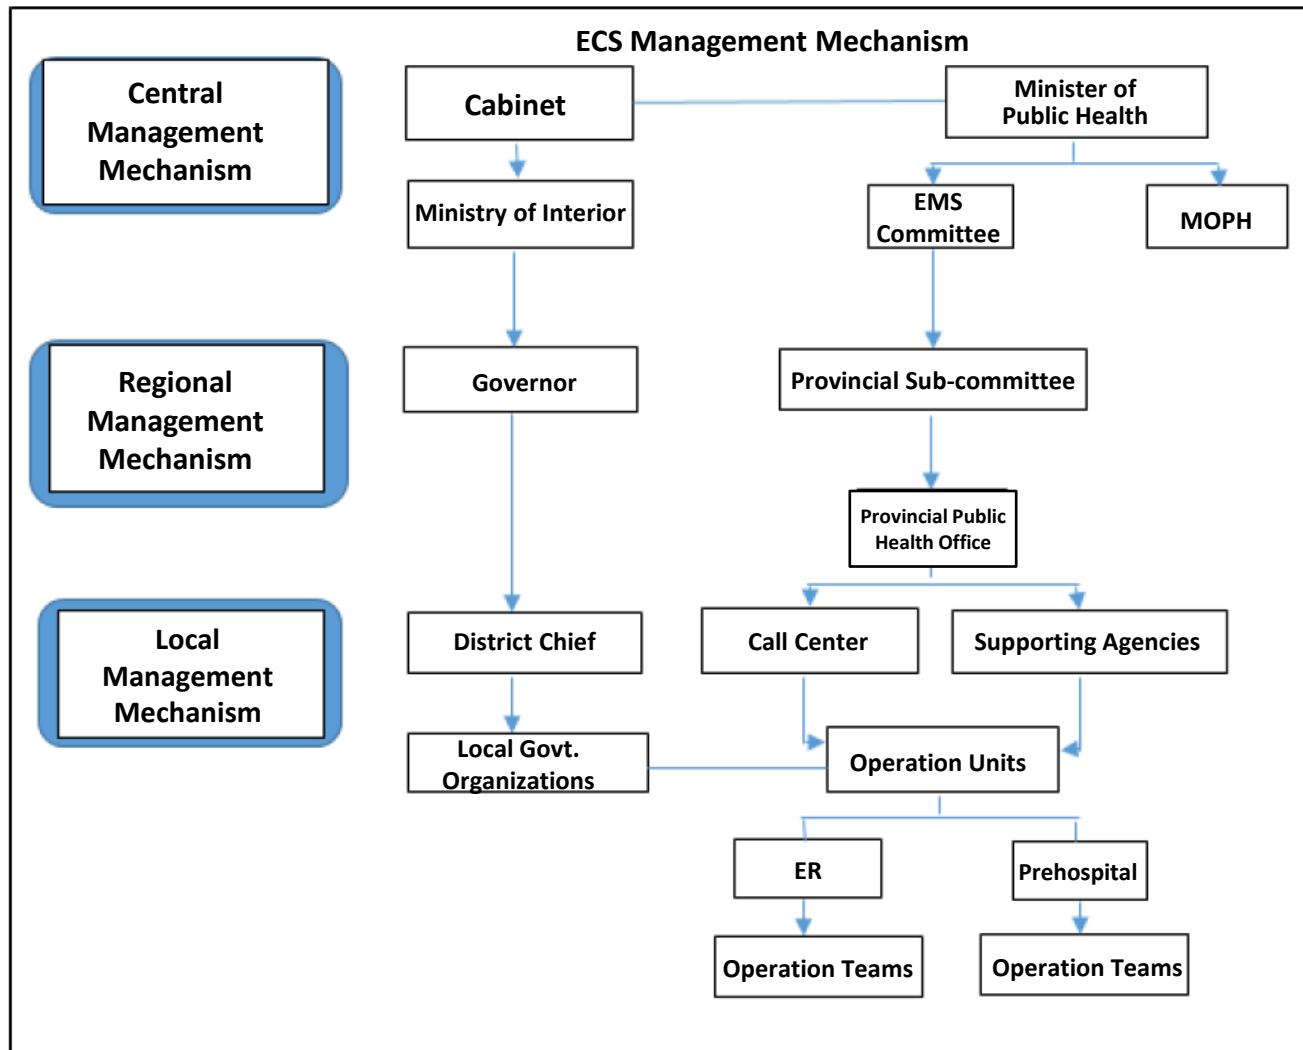 ECS Management Mechanism
Central
Management
Mechanism
Cabinet
Minister of
Public Health
Ministry of Interior
EMS
Committee
MOPH
Regional
Management
Mechanism
Governor
Provincial Sub-committee
Provincial Public
Health Office
Local
Management
Mechanism
District Chief
Call Center
Supporting Agencies
Local Govt.
Organizations
Operation Units
ER
Prehospital
Operation Teams
Operation Teams